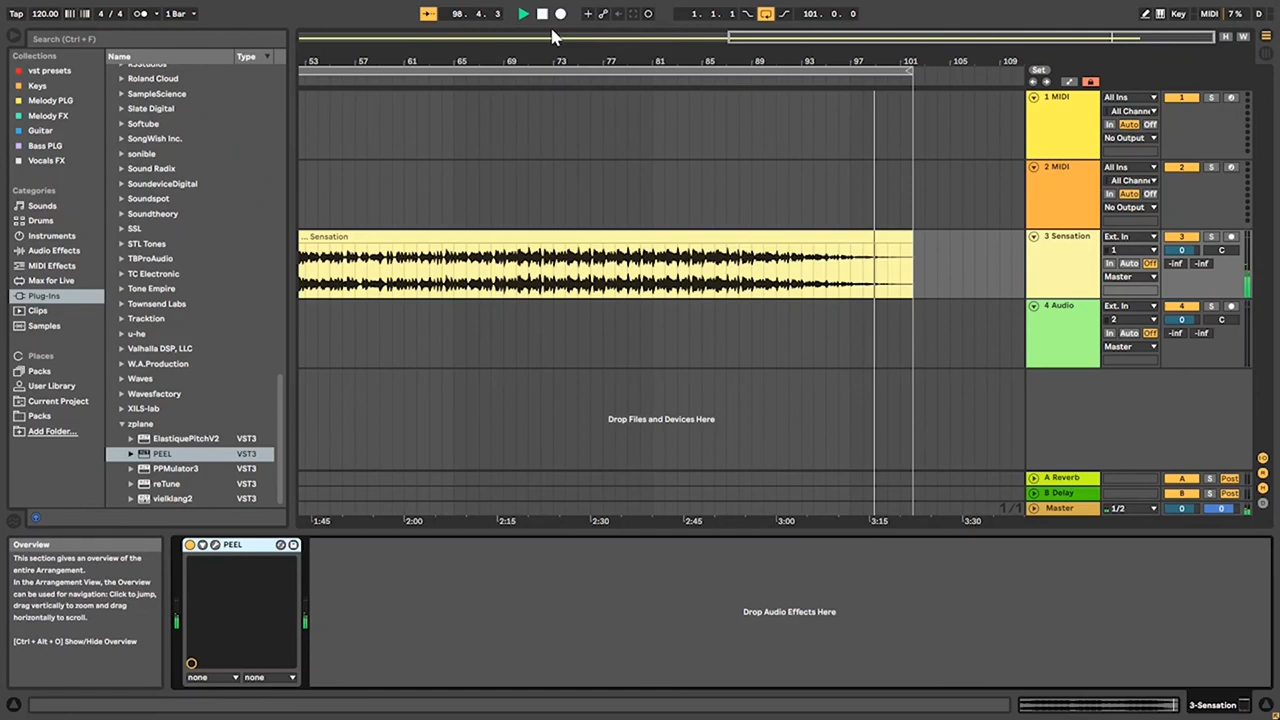 Tap 120.00 4 / 4 1 Bar 98. 4. 3 1. 1. 1 101. 0. 0 Key MIDI 7 % D
Search (Ctrl + F)
H W
Collections
vst presets
Keys
Melody PLG
Melody FX
Guitar
Bass PLG
Vocals FX
Categories
Sounds
Drums
Instruments
Audio Effects
MIDI Effects
Max for Live
Plug-Ins
Clips
Samples
Places
Packs
User Library
Current Project
Packs
Add Folder...
Name Type
Roland Cloud
SampleScience
Slate Digital
Softube
SongWish Inc.
sonible
Sound Radix
SoundeviceDigital
Soundspot
Soundtheory
SSL
STL Tones
TBProAudio
TC Electronic
Tone Empire
Townsend Labs
Tracktion
u-he
Valhalla DSP, LLC
W.A.Production
Waves
Wavesfactory
XILS-lab
zplane
ElastiquePitchV2 VST3
PEEL VST3
PPMulator3 VST3
reTune VST3
vielklang2 VST3
53 57 61 65 69 73 77 81 85 89 93 97 101 105 109
Set
1 MIDI All Ins 1 S
All Channe
In Auto Off
No Output
2 MIDI All Ins 2 S
All Channe
In Auto Off
No Output
... Sensation
3 Sensation Ext. In 3 S
1 0 C
In Auto Off -inf -inf
Master
4 Audio Ext. In 4 S
2 0 C
In Auto Off -inf -inf
Master
Drop Files and Devices Here
A Reverb A S Post
B Delay B S Post
1/1 Master 1/2 0 0
1:45 2:00 2:15 2:30 2:45 3:00 3:15 3:30
Overview
This section gives an overview of the
entire Arrangement.
In the Arrangement View, the Overview
can be used for navigation: Click to jump,
drag vertically to zoom and drag
horizontally to scroll.
[Ctrl + Alt + O] Show/Hide Overview
PEEL
none none
Drop Audio Effects Here
3-Sensation